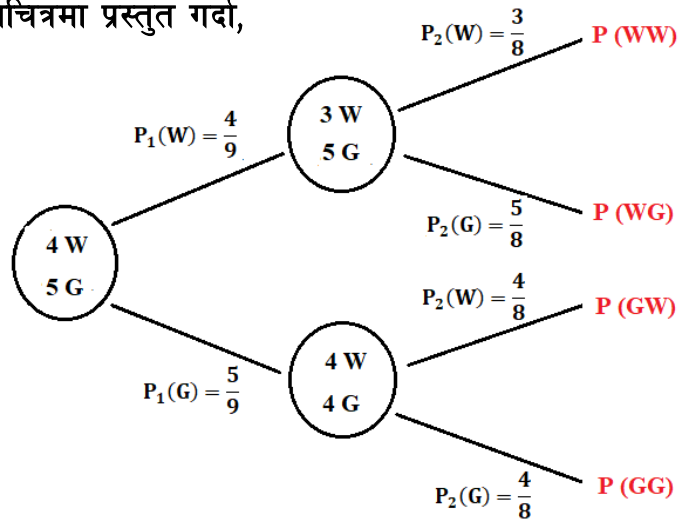 प्रस्तुत गर्दा,
P₂(W) = 3/8
P (WW)
P₁(W) = 4/9
3 W
5 G
P₂(G) = 5/8
P (WG)
4 W
5 G
P₂(W) = 4/8
P (GW)
P₁(G) = 5/9
4 W
4 G
P₂(G) = 4/8
P (GG)